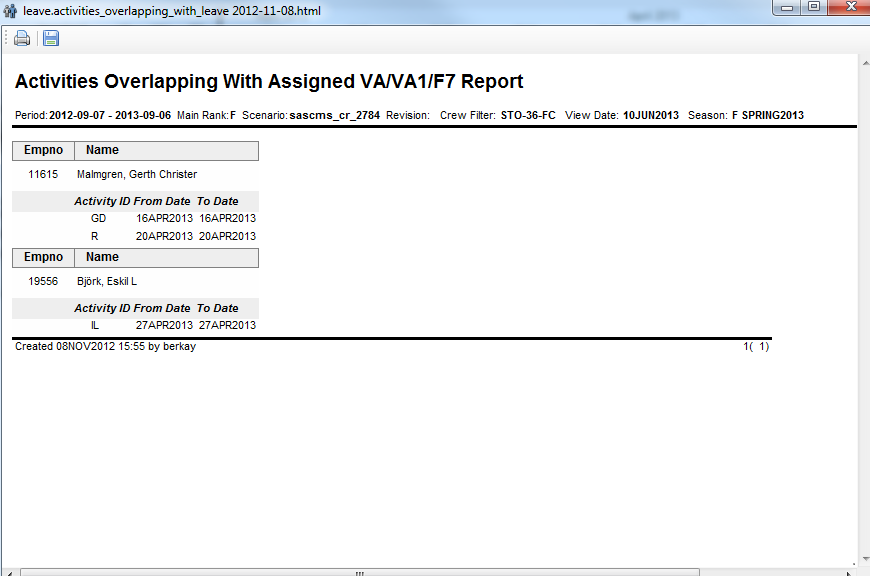 leave.activities_overlapping_with_leave 2012-11-08.html
Activities Overlapping With Assigned VA/VA1/F7 Report
Period: 2012-09-07 - 2013-09-06 Main Rank: F Scenario: sascms_cr_2784 Revision: Crew Filter: STO-36-FC View Date: 10JUN2013 Season: F SPRING2013
Empno Name
11615 Malmgren, Gerth Christer
Activity ID From Date To Date
GD 16APR2013 16APR2013
R 20APR2013 20APR2013
Empno Name
19556 Björk, Eskil L
Activity ID From Date To Date
IL 27APR2013 27APR2013
Created 08NOV2012 15:55 by berkay 1( 1)